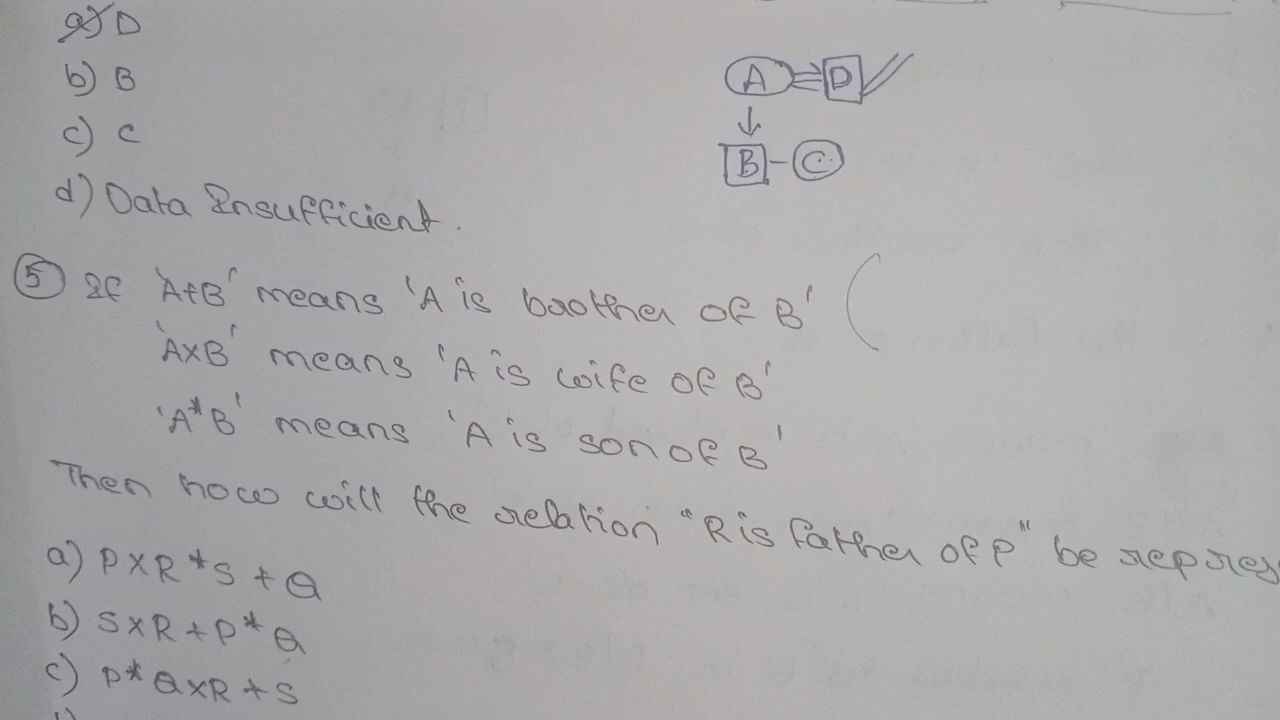 a) D
b) B
c) C
d) Data Insufficient.
A = D
B - C
5 If 'A+B' means 'A is brother of B'
'A×B' means 'A is wife of B'
'A*B' means 'A is son of B'
Then how will the relation "R is father of P" be repres
a) P×R*S+Q
b) S×R+P*Q
c) P*Q×R+S